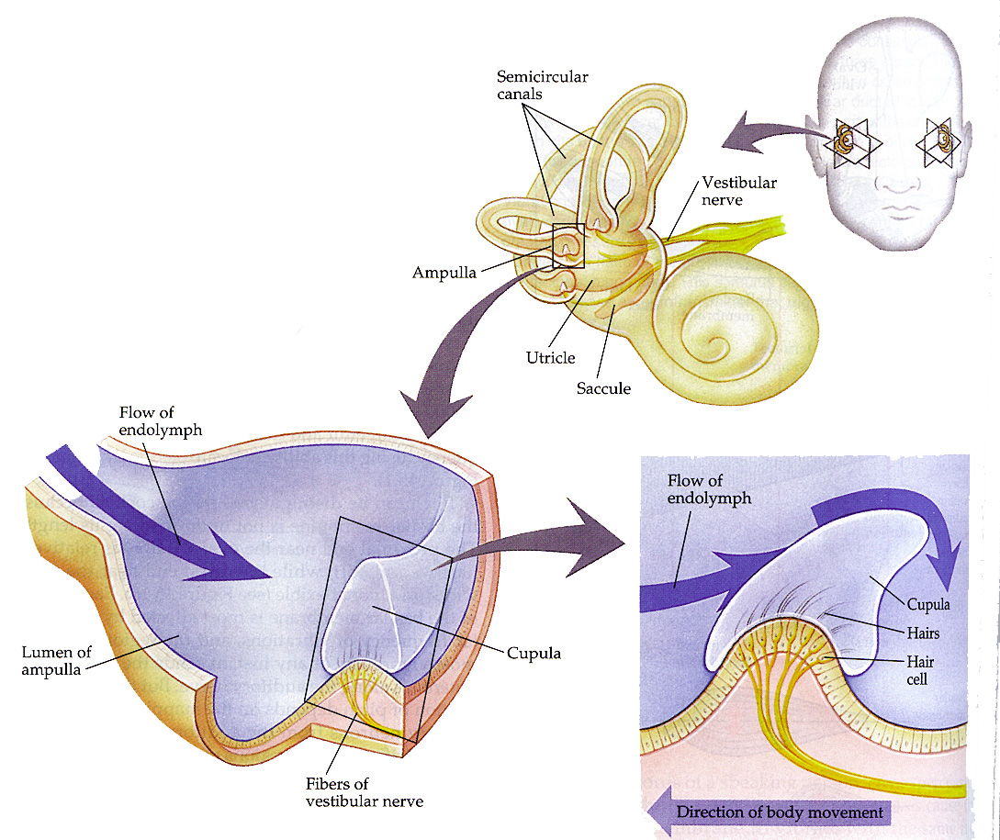 Semicircular
canals
Vestibular
nerve
Ampulla
Utricle
Saccule
Flow of
endolymph
Lumen of
ampulla
Cupula
Fibers of
vestibular nerve
Flow of
endolymph
Cupula
Hairs
Hair
cell
Direction of body movement